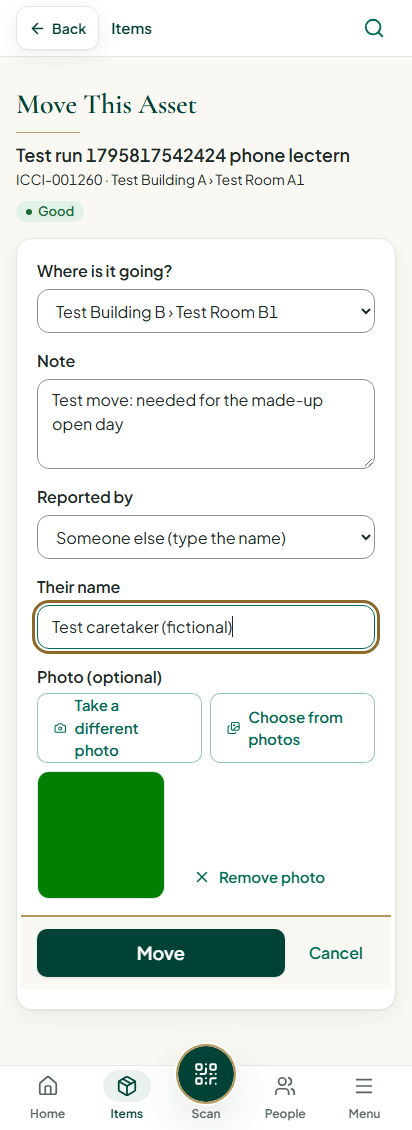 Back
Items
Move This Asset
Test run 1795817542424 phone lectern
ICCI-001260 · Test Building A › Test Room A1
Good
Where is it going?
Test Building B › Test Room B1
Note
Test move: needed for the made-up
open day
Reported by
Someone else (type the name)
Their name
Test caretaker (fictional)
Photo (optional)
Take a
different
photo
Choose from
photos
Remove photo
Move
Cancel
Home
Items
Scan
People
Menu